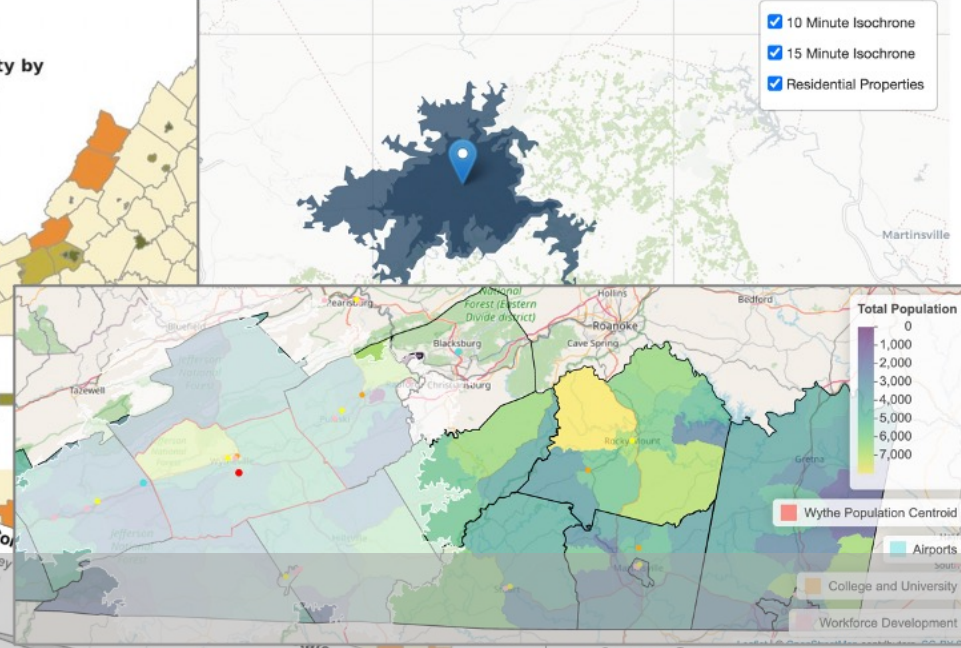 ty by
10 Minute Isochrone
15 Minute Isochrone
Residential Properties
Martinsville
National
Forest (Eastern
Divide district)
Pearisburg
Hollins
Bedford
Bluefield
Roanoke
Blacksburg
Cave Spring
Tazewell
Christiansburg
Rocky Mount
Gretna
Total Population
0
1,000
2,000
3,000
4,000
5,000
6,000
7,000
Wythe Population Centroid
Airports
College and University
Workforce Development